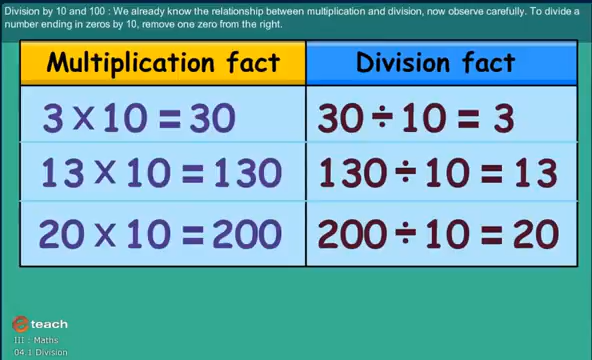 Division by 10 and 100 : We already know the relationship between multiplication and division, now observe carefully. To divide a
number ending in zeros by 10, remove one zero from the right.
Multiplication fact Division fact
3 x 10 = 30 30 ÷ 10 = 3
13 x 10 = 130 130 ÷ 10 = 13
20 x 10 = 200 200 ÷ 10 = 20
e teach
III : Maths
04.1 Division